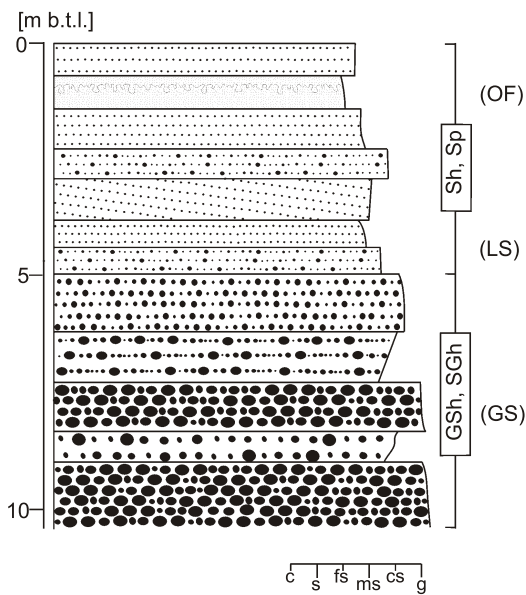 [m b.t.l.]
0
(OF)
Sh, Sp
(LS)
5
GSh, SGh
(GS)
10
c s fs ms cs g